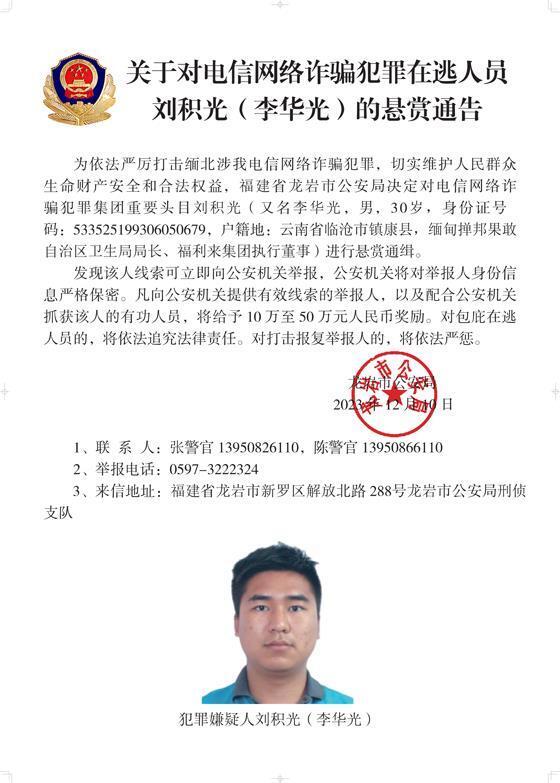 关于对电信网络诈骗犯罪在逃人员
刘积光（李华光）的悬赏通告
为依法严厉打击缅北涉我电信网络诈骗犯罪，切实维护人民群众
生命财产安全和合法权益，福建省龙岩市公安局决定对电信网络诈
骗犯罪集团重要头目刘积光（又名李华光，男，30岁，身份证号
码：533525199306050679，户籍地：云南省临沧市镇康县，缅甸掸邦果敢
自治区卫生局局长、福利来集团执行董事）进行悬赏通缉。
发现该人线索可立即向公安机关举报，公安机关将对举报人身份信
息严格保密。凡向公安机关提供有效线索的举报人，以及配合公安机关
抓获该人的有功人员，将给予 10 万至 50 万元人民币奖励。对包庇在逃
人员的，将依法追究法律责任。对打击报复举报人的，将依法严惩。
龙岩市公安局
2023 年 12 月 10 日
龙岩市公安局
1、联 系 人：张警官 13950826110，陈警官 13950866110
2、举报电话：0597-3222324
3、来信地址：福建省龙岩市新罗区解放北路 288号龙岩市公安局刑侦
支队
犯罪嫌疑人刘积光（李华光）